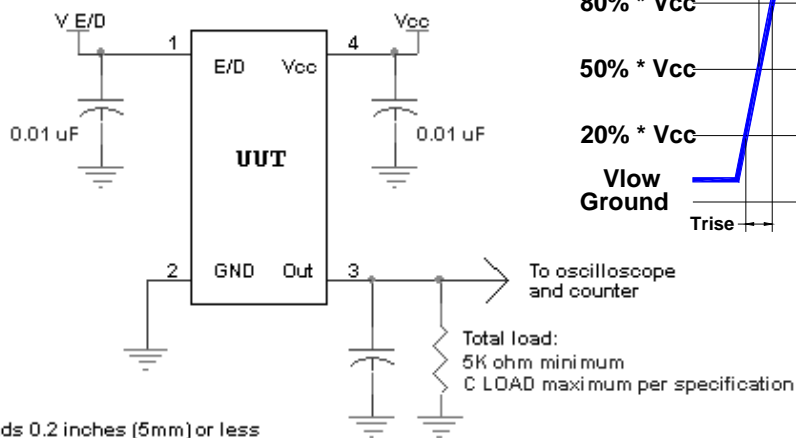 V E/D
Vcc
1
4
E/D
Vcc
0.01 uF
0.01 uF
UUT
2
GND
Out
3
To oscilloscope
and counter
Total load:
5K ohm minimum
C LOAD maximum per specification
0.2 inches (5mm) or less
80% * Vcc
50% * Vcc
20% * Vcc
Vlow
Ground
Trise